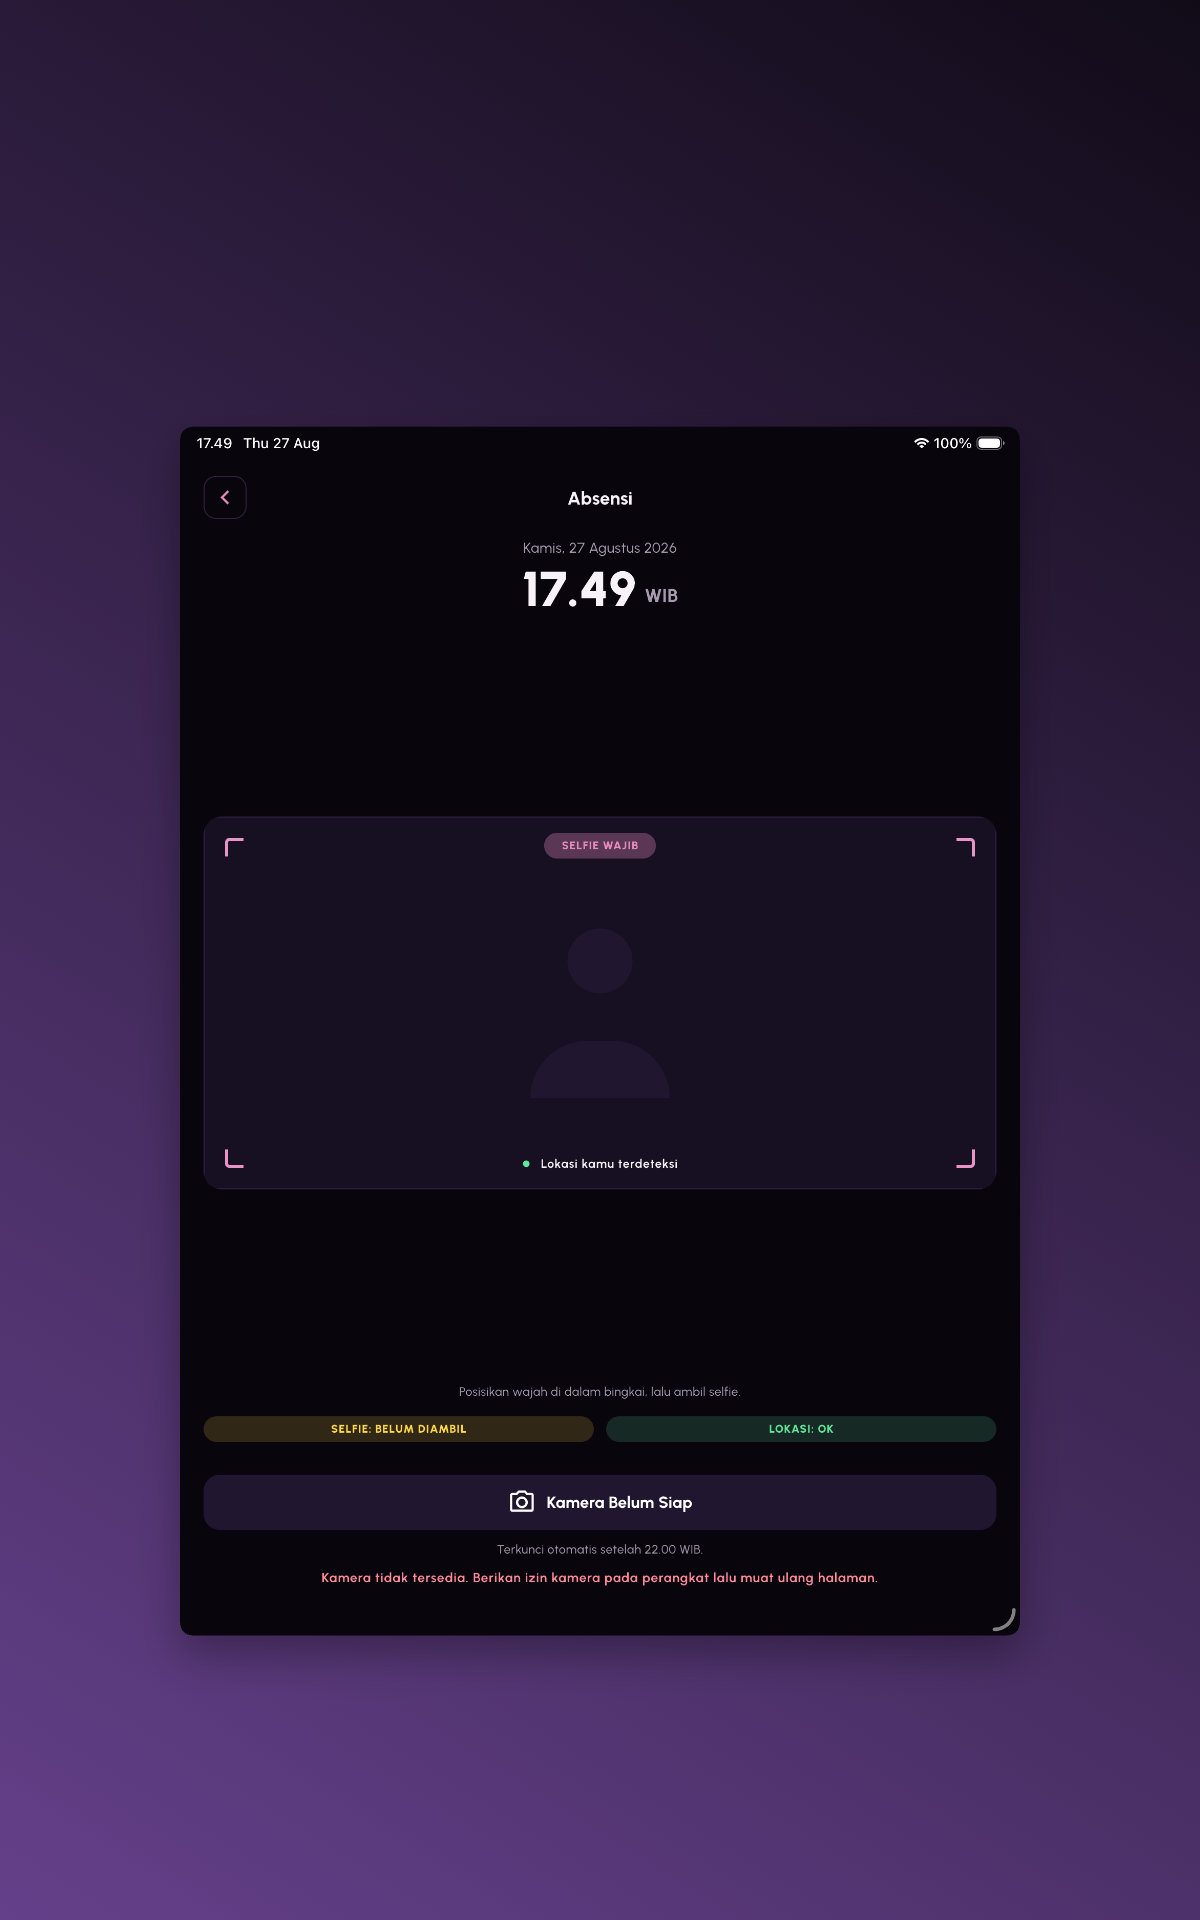 17.49 Thu 27 Aug
100%
Absensi
Kamis, 27 Agustus 2026
17.49 WIB
SELFIE WAJIB
Lokasi kamu terdeteksi
Posisikan wajah di dalam bingkai, lalu ambil selfie.
SELFIE: BELUM DIAMBIL
LOKASI: OK
Kamera Belum Siap
Terkunci otomatis setelah 22.00 WIB.
Kamera tidak tersedia. Berikan izin kamera pada perangkat lalu muat ulang halaman.